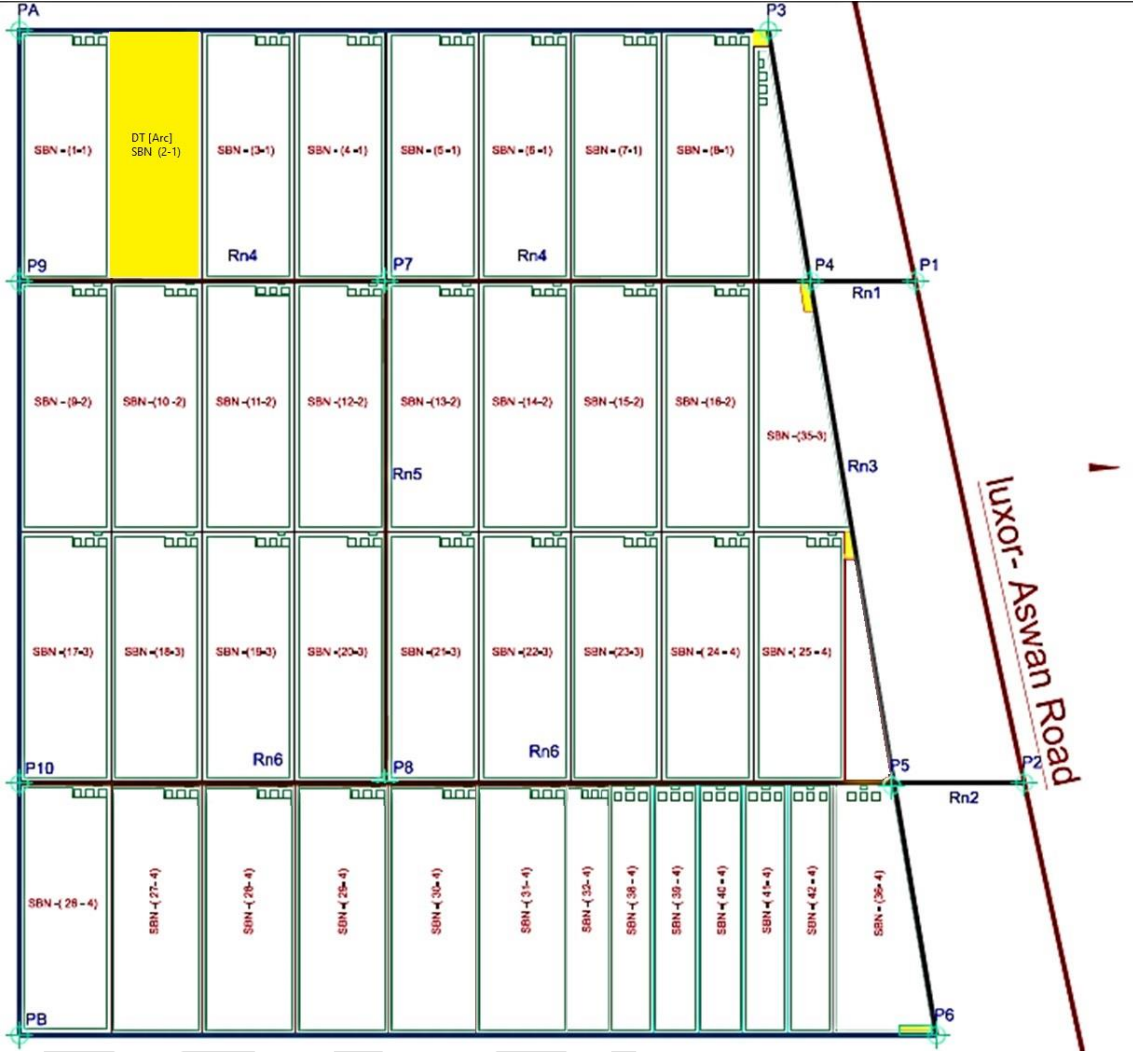 PA
P3
SBN - (1-1)
DT [Arc]
SBN (2-1)
SBN - (3-1)
SBN - (4 -1)
SBN - (5 -1)
SBN - (6 -1)
SBN - (7-1)
SBN - (8-1)
Rn4
Rn4
P9
P7
P4
P1
Rn1
SBN - (9-2)
SBN -(10 -2)
SBN -(11-2)
SBN -(12-2)
SBN -(13-2)
SBN -(14-2)
SBN -(15-2)
SBN -(16-2)
SBN -(35-3)
Rn5
Rn3
luxor- Aswan Road
SBN -(17-3)
SBN -(18-3)
SBN -(19-3)
SBN -(20-3)
SBN -(21-3)
SBN -(22-3)
SBN -(23-3)
SBN -( 24 - 4)
SBN -( 25 - 4)
Rn6
Rn6
P10
P8
P5
P2
Rn2
SBN -( 26 - 4)
SBN -( 27- 4)
SBN -( 28- 4)
SBN -( 29- 4)
SBN -( 30- 4)
SBN -( 31- 4)
SBN -( 32- 4)
SBN -( 38 - 4)
SBN -( 39 - 4)
SBN -( 40 - 4)
SBN -( 41- 4)
SBN -( 42 - 4)
SBN - (36- 4)
PB
P6